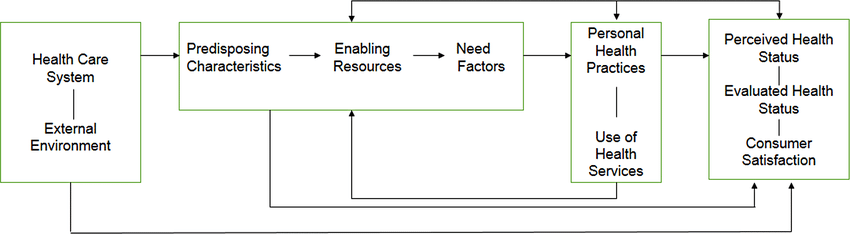 Health Care
System
External
Environment
Predisposing
Characteristics
Enabling
Resources
Need
Factors
Personal
Health
Practices
Use of
Health
Services
Perceived Health
Status
Evaluated Health
Status
Consumer
Satisfaction